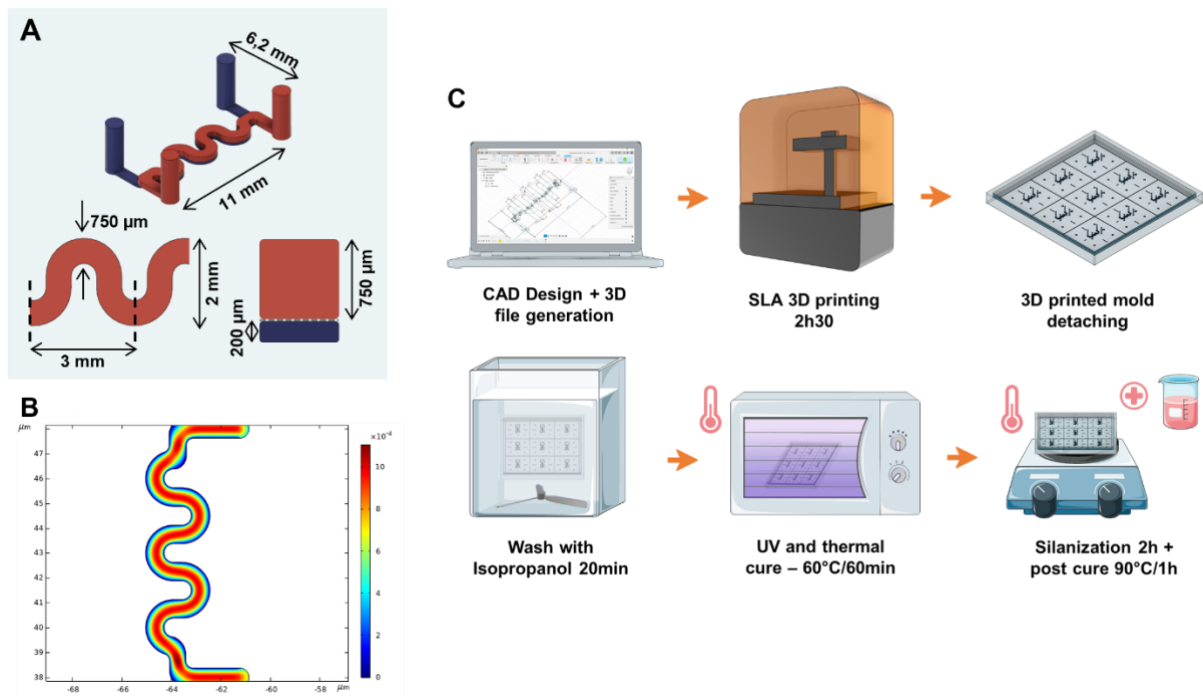 A
6,2 mm
11 mm
750 µm
2 mm
3 mm
200 µm
750 µm
B
µm
47
46
45
44
43
42
41
40
39
38
-68
-66
-64
-62
-60
-58
µm
10
8
6
4
2
0
C
CAD Design + 3D
file generation
SLA 3D printing
2h30
3D printed mold
detaching
Wash with
Isopropanol 20min
UV and thermal
cure – 60°C/60min
Silanization 2h +
post cure 90°C/1h